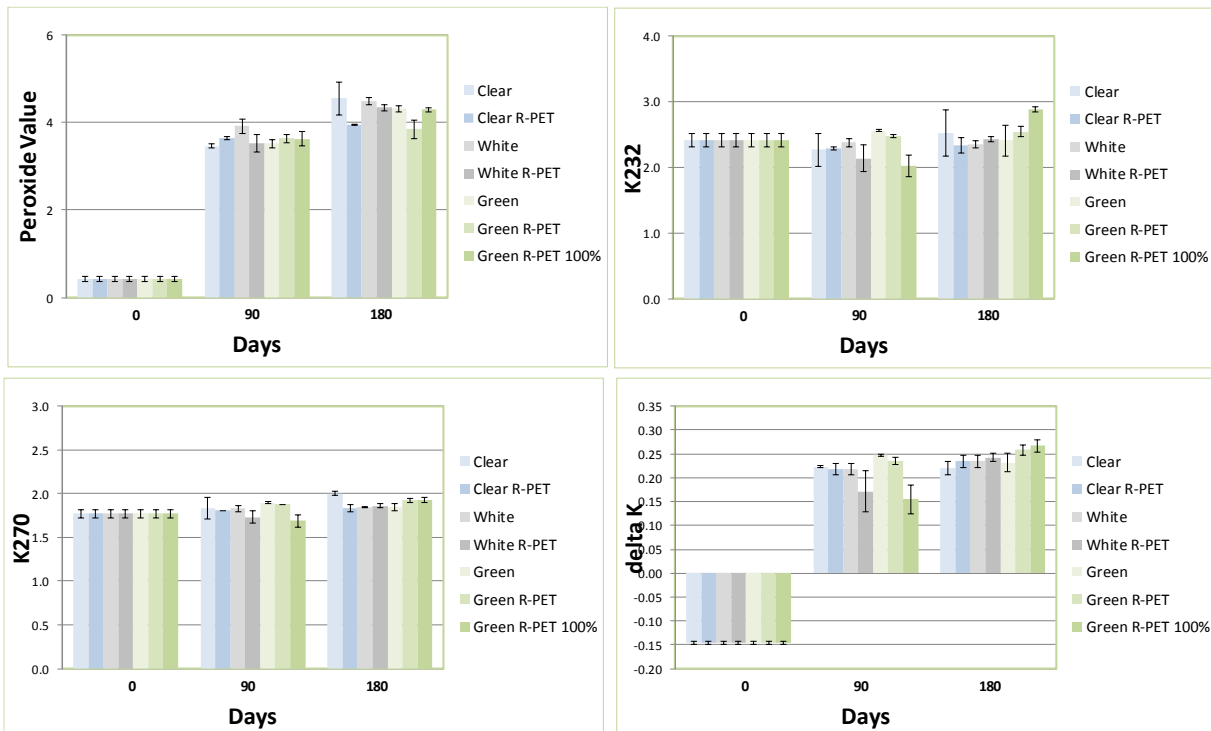 Peroxide Value
6
4
2
0
0
90
180
Days
Clear
Clear R-PET
White
White R-PET
Green
Green R-PET
Green R-PET 100%
K232
4.0
3.0
2.0
1.0
0.0
0
90
180
Days
Clear
Clear R-PET
White
White R-PET
Green
Green R-PET
Green R-PET 100%
K270
3.0
2.5
2.0
1.5
1.0
0.5
0.0
0
90
180
Days
Clear
Clear R-PET
White
White R-PET
Green
Green R-PET
Green R-PET 100%
delta K
0.35
0.30
0.25
0.20
0.15
0.10
0.05
0.00
-0.05
-0.10
-0.15
-0.20
0
90
180
Days
Clear
Clear R-PET
White
White R-PET
Green
Green R-PET
Green R-PET 100%